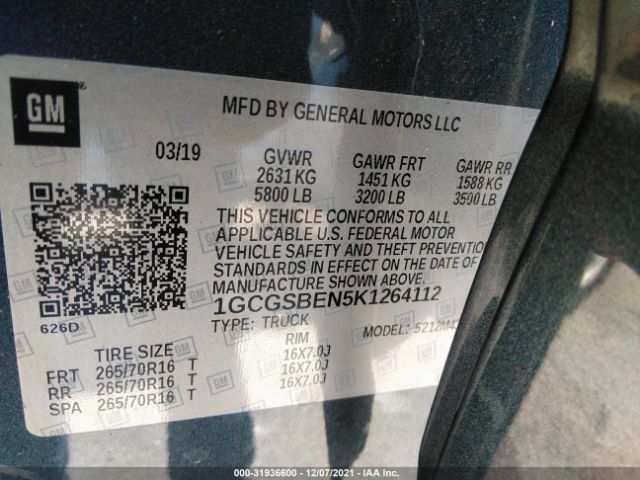 GM
MFD BY GENERAL MOTORS LLC
03/19 GVWR GAWR FRT GAWR RR
2631 KG 1451 KG 1588 KG
5800 LB 3200 LB 3500 LB
THIS VEHICLE CONFORMS TO ALL
APPLICABLE U.S. FEDERAL MOTOR
VEHICLE SAFETY AND THEFT PREVENTION
STANDARDS IN EFFECT ON THE DATE OF
MANUFACTURE SHOWN ABOVE.
1GCGSBEN5K1264112
626D TYPE: TRUCK MODEL:
TIRE SIZE RIM
FRT 265/70R16 T 16X7.0J
RR 265/70R16 T 16X7.0J
SPA 265/70R16 T 16X7.0J
000-31936600 - 12/07/2021 - IAA Inc.